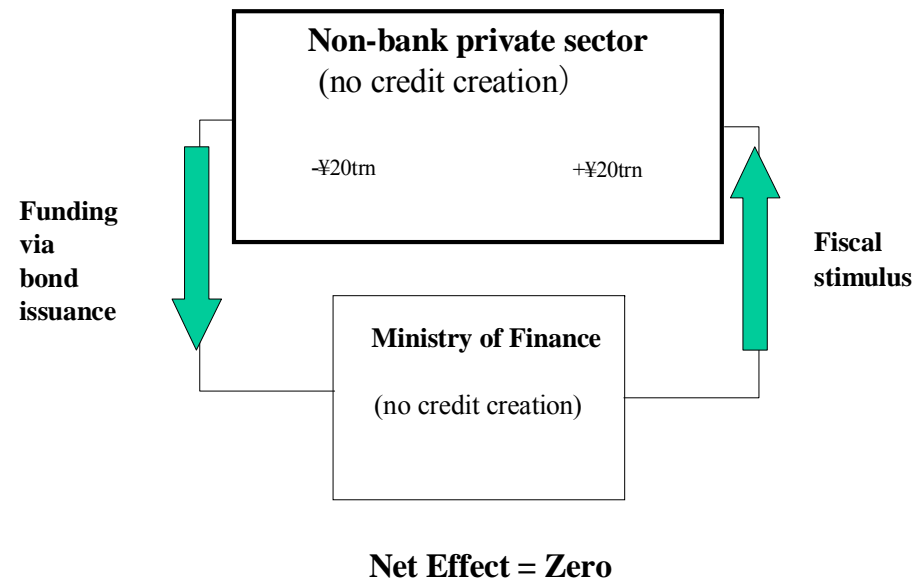 Non-bank private sector
(no credit creation）
-¥20trn
+¥20trn
Funding
via
bond
issuance
Fiscal
stimulus
Ministry of Finance
(no credit creation)
Net Effect = Zero